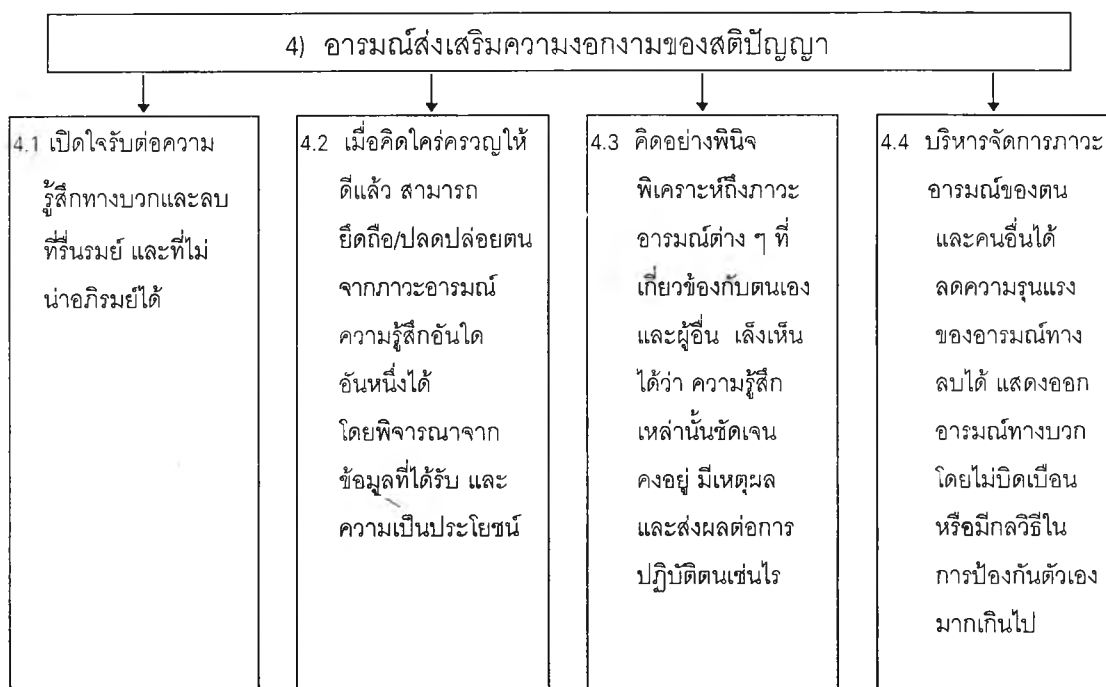 4) อารมณ์ส่งเสริมความงอกงามของสติปัญญา
4.1 เปิดใจรับต่อความ
รู้สึกทางบวกและลบ
ที่รื่นรมย์ และที่ไม่
น่าอภิรมย์ได้
4.2 เมื่อคิดใคร่ครวญให้
ดีแล้ว สามารถ
ยึดถือ/ปลดปล่อยตน
จากภาวะอารมณ์
ความรู้สึกอันใด
อันหนึ่งได้
โดยพิจารณาจาก
ข้อมูลที่ได้รับ และ
ความเป็นประโยชน์
4.3 คิดอย่างพินิจ
พิเคราะห์ถึงภาวะ
อารมณ์ต่าง ๆ ที่
เกี่ยวข้องกับตนเอง
และผู้อื่น เล็งเห็น
ได้ว่า ความรู้สึก
เหล่านั้นชัดเจน
คงอยู่ มีเหตุผล
และส่งผลต่อการ
ปฏิบัติตนเช่นไร
4.4 บริหารจัดการภาวะ
อารมณ์ของตน
และคนอื่นได้
ลดความรุนแรง
ของอารมณ์ทาง
ลบได้ แสดงออก
อารมณ์ทางบวก
โดยไม่บิดเบือน
หรือมีกลวิธีใน
การป้องกันตัวเอง
มากเกินไป